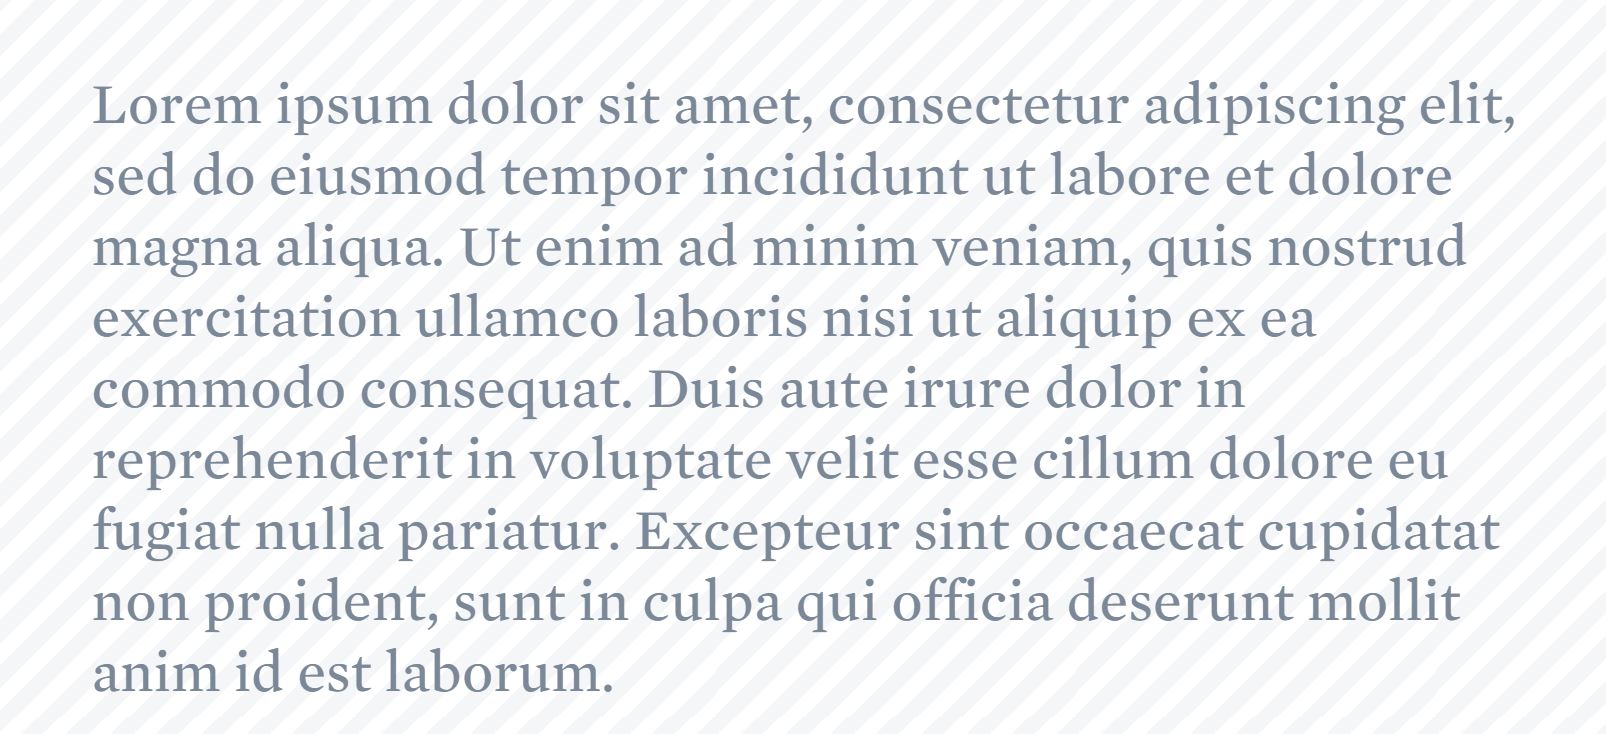 Lorem ipsum dolor sit amet, consectetur adipiscing elit,
sed do eiusmod tempor incididunt ut labore et dolore
magna aliqua. Ut enim ad minim veniam, quis nostrud
exercitation ullamco laboris nisi ut aliquip ex ea
commodo consequat. Duis aute irure dolor in
reprehenderit in voluptate velit esse cillum dolore eu
fugiat nulla pariatur. Excepteur sint occaecat cupidatat
non proident, sunt in culpa qui officia deserunt mollit
anim id est laborum.